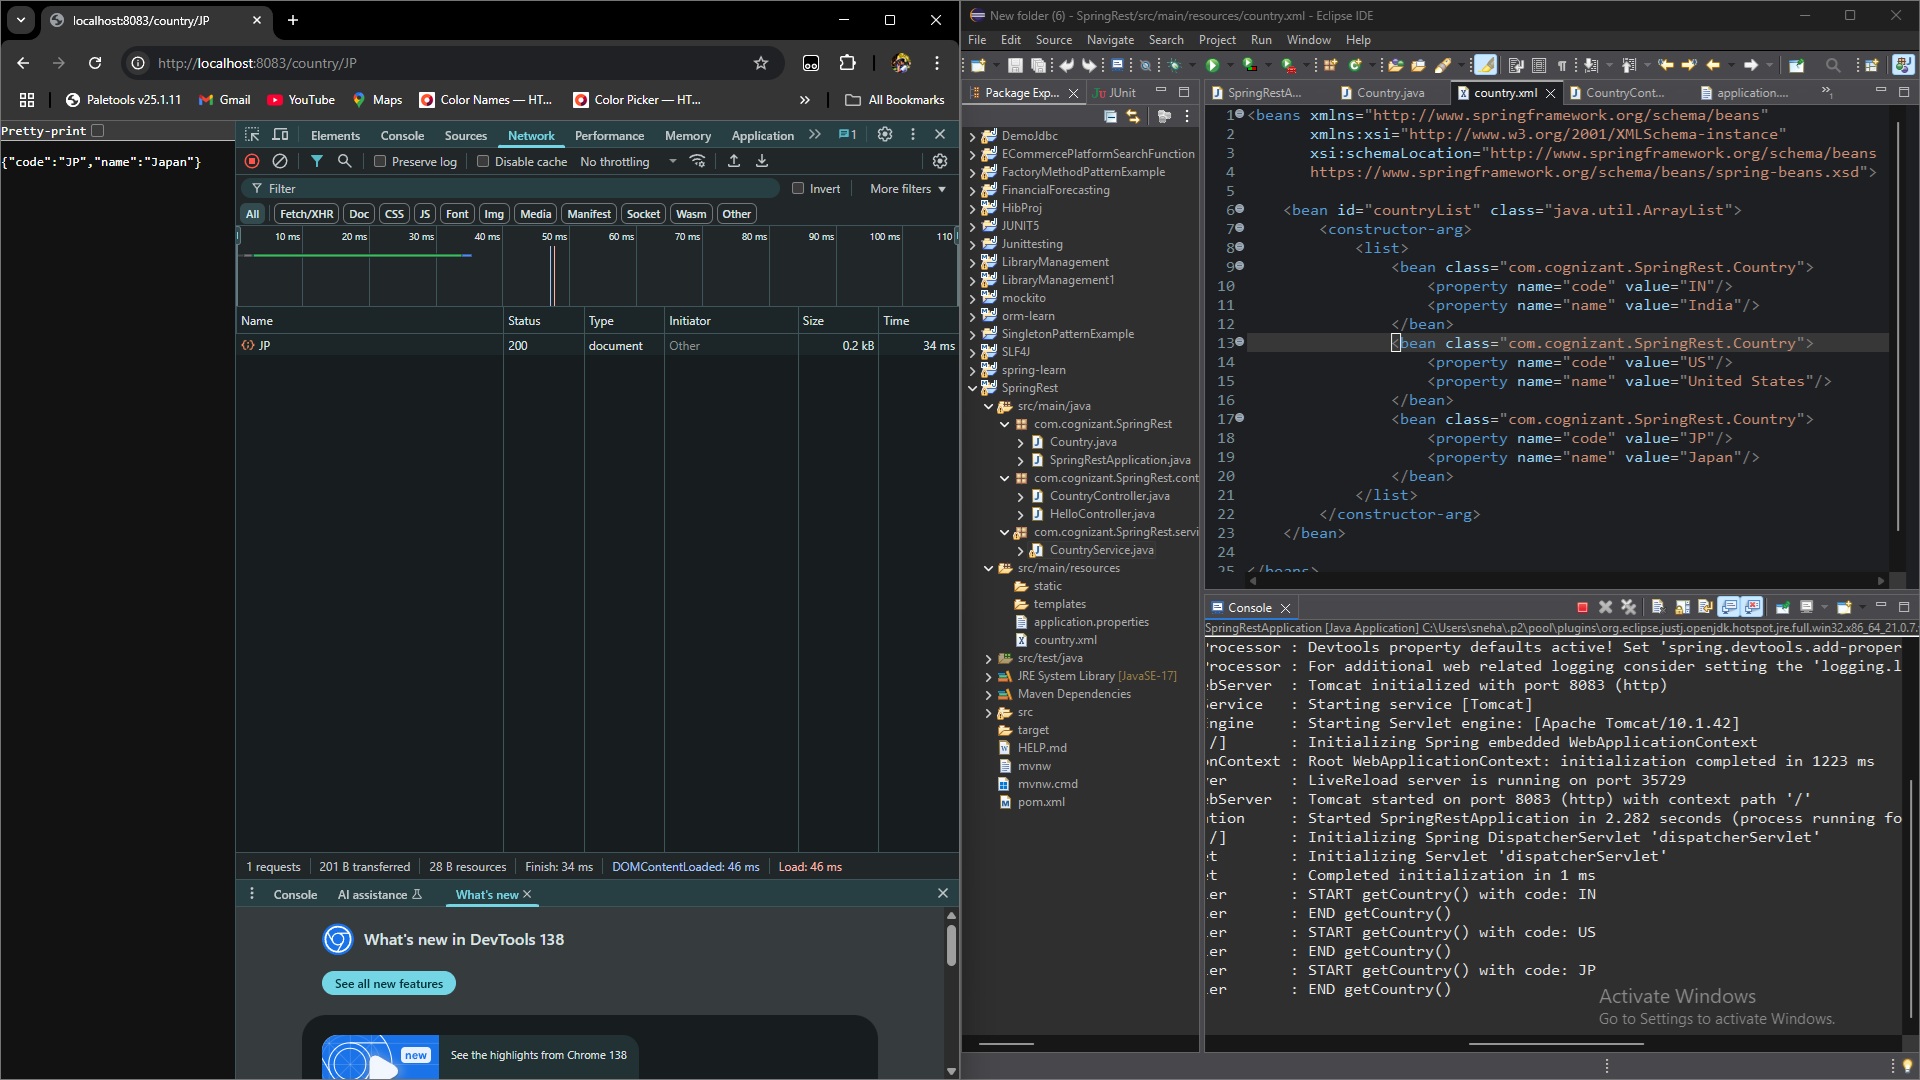 localhost:8083/country/JP
http://localhost:8083/country/JP
Paletools v25.1.11
Gmail
YouTube
Maps
Color Names — HT...
Color Picker — HT...
»
All Bookmarks
Pretty-print
{"code":"JP","name":"Japan"}
Elements
Console
Sources
Network
Performance
Memory
Application
»
1
Preserve log
Disable cache
No throttling
Filter
Invert
More filters
All
Fetch/XHR
Doc
CSS
JS
Font
Img
Media
Manifest
Socket
Wasm
Other
10 ms
20 ms
30 ms
40 ms
50 ms
60 ms
70 ms
80 ms
90 ms
100 ms
110
Name
Status
Type
Initiator
Size
Time
JP
200
document
Other
0.2 kB
34 ms
1 requests
201 B transferred
28 B resources
Finish: 34 ms
DOMContentLoaded: 46 ms
Load: 46 ms
Console
AI assistance
What's new
What's new in DevTools 138
See all new features
new
See the highlights from Chrome 138
New folder (6) - SpringRest/src/main/resources/country.xml - Eclipse IDE
File
Edit
Source
Navigate
Search
Project
Run
Window
Help
Package Exp...
JUnit
DemoJdbc
ECommercePlatformSearchFunction
FactoryMethodPatternExample
FinancialForecasting
HibProj
JUNIT5
Junittesting
LibraryManagement
LibraryManagement1
mockito
orm-learn
SingletonPatternExample
SLF4J
spring-learn
SpringRest
src/main/java
com.cognizant.SpringRest
Country.java
SpringRestApplication.java
com.cognizant.SpringRest.cont
CountryController.java
HelloController.java
com.cognizant.SpringRest.servi
CountryService.java
src/main/resources
static
templates
application.properties
country.xml
src/test/java
JRE System Library [JavaSE-17]
Maven Dependencies
src
target
HELP.md
mvnw
mvnw.cmd
pom.xml
SpringRestA...
Country.java
country.xml
CountryCont...
application....
»1
1 <beans xmlns="http://www.springframework.org/schema/beans"
2 xmlns:xsi="http://www.w3.org/2001/XMLSchema-instance"
3 xsi:schemaLocation="http://www.springframework.org/schema/beans
4 https://www.springframework.org/schema/beans/spring-beans.xsd">
5
6 <bean id="countryList" class="java.util.ArrayList">
7 <constructor-arg>
8 <list>
9 <bean class="com.cognizant.SpringRest.Country">
10 <property name="code" value="IN"/>
11 <property name="name" value="India"/>
12 </bean>
13 <bean class="com.cognizant.SpringRest.Country">
14 <property name="code" value="US"/>
15 <property name="name" value="United States"/>
16 </bean>
17 <bean class="com.cognizant.SpringRest.Country">
18 <property name="code" value="JP"/>
19 <property name="name" value="Japan"/>
20 </bean>
21 </list>
22 </constructor-arg>
23 </bean>
24
25 </beans>
Console
SpringRestApplication [Java Application] C:\Users\sneha\.p2\pool\plugins\org.eclipse.justj.openjdk.hotspot.jre.full.win32.x86_64_21.0.7.
Processor : Devtools property defaults active! Set 'spring.devtools.add-proper
Processor : For additional web related logging consider setting the 'logging.l
ebServer : Tomcat initialized with port 8083 (http)
Service : Starting service [Tomcat]
ngine : Starting Servlet engine: [Apache Tomcat/10.1.42]
/] : Initializing Spring embedded WebApplicationContext
onContext : Root WebApplicationContext: initialization completed in 1223 ms
er : LiveReload server is running on port 35729
ebServer : Tomcat started on port 8083 (http) with context path '/'
ation : Started SpringRestApplication in 2.282 seconds (process running fo
/] : Initializing Spring DispatcherServlet 'dispatcherServlet'
et : Initializing Servlet 'dispatcherServlet'
et : Completed initialization in 1 ms
ler : START getCountry() with code: IN
ler : END getCountry()
ler : START getCountry() with code: US
ler : END getCountry()
ler : START getCountry() with code: JP
ler : END getCountry()
Activate Windows
Go to Settings to activate Windows.